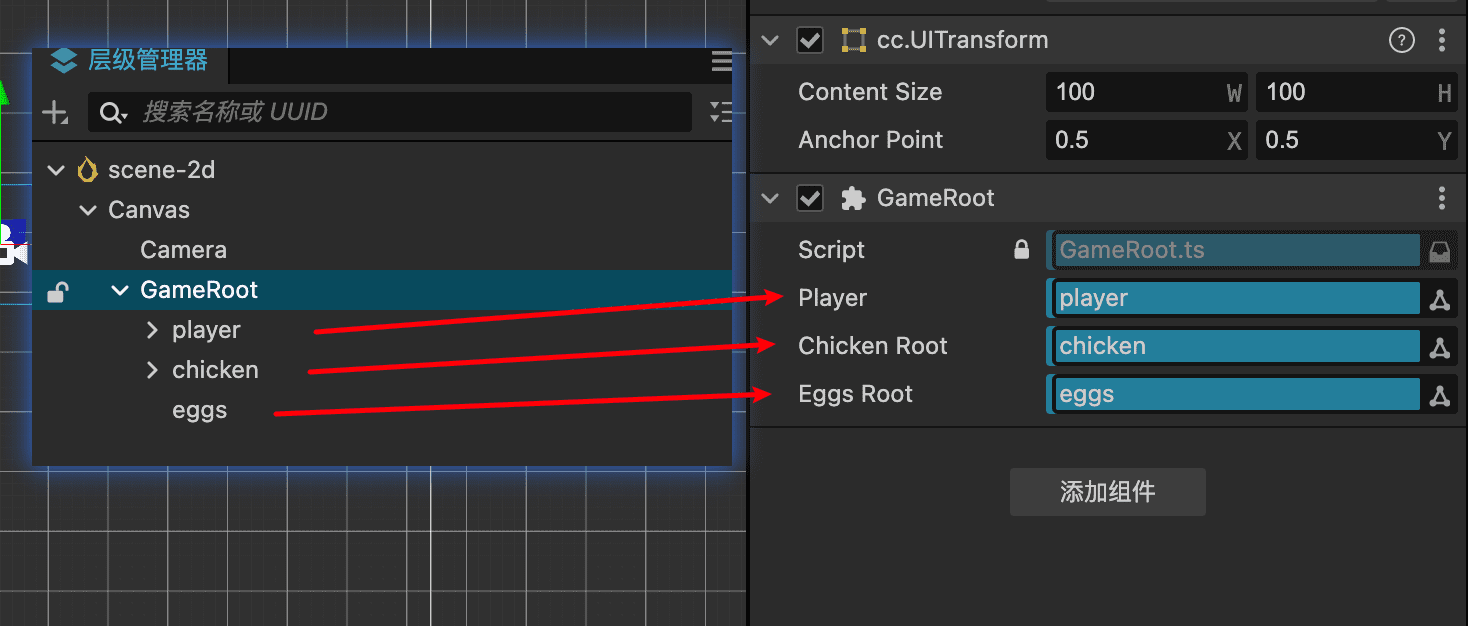 层级管理器
搜索名称或 UUID
scene-2d
Canvas
Camera
GameRoot
player
chicken
eggs
cc.UITransform
Content Size 100 W 100 H
Anchor Point 0.5 X 0.5 Y
GameRoot
Script GameRoot.ts
Player player
Chicken Root chicken
Eggs Root eggs
添加组件